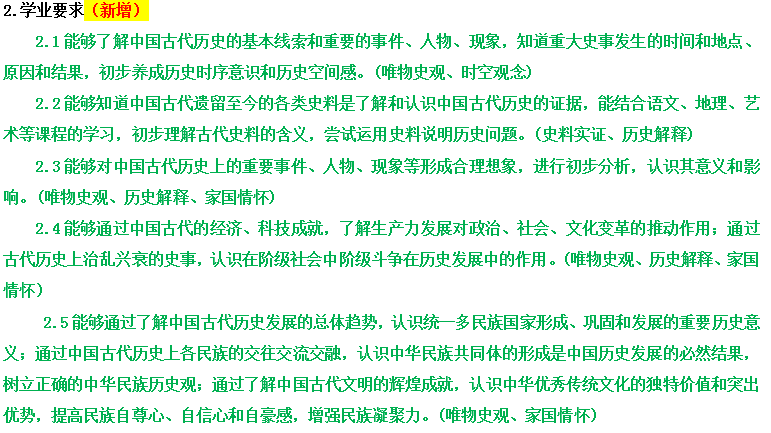 2.学业要求（新增）
2.1能够了解中国古代历史的基本线索和重要的事件、人物、现象，知道重大史事发生的时间和地点、
原因和结果，初步养成历史时序意识和历史空间感。(唯物史观、时空观念)
2.2能够知道中国古代遗留至今的各类史料是了解和认识中国古代历史的证据，能结合语文、地理、艺
术等课程的学习，初步理解古代史料的含义，尝试运用史料说明历史问题。(史料实证、历史解释)
2.3能够对中国古代历史上的重要事件、人物、现象等形成合理想象，进行初步分析，认识其意义和影
响。(唯物史观、历史解释、家国情怀)
2.4能够通过中国古代的经济、科技成就，了解生产力发展对政治、社会、文化变革的推动作用；通过
古代历史上治乱兴衰的史事，认识在阶级社会中阶级斗争在历史发展中的作用。(唯物史观、历史解释、家国
情怀)
2.5能够通过了解中国古代历史发展的总体趋势，认识统一多民族国家形成、巩固和发展的重要历史意
义；通过中国古代历史上各民族的交往交流交融，认识中华民族共同体的形成是中国历史发展的必然结果，
树立正确的中华民族历史观；通过了解中国古代文明的辉煌成就，认识中华优秀传统文化的独特价值和突出
优势，提高民族自尊心、自信心和自豪感，增强民族凝聚力。(唯物史观、家国情怀)